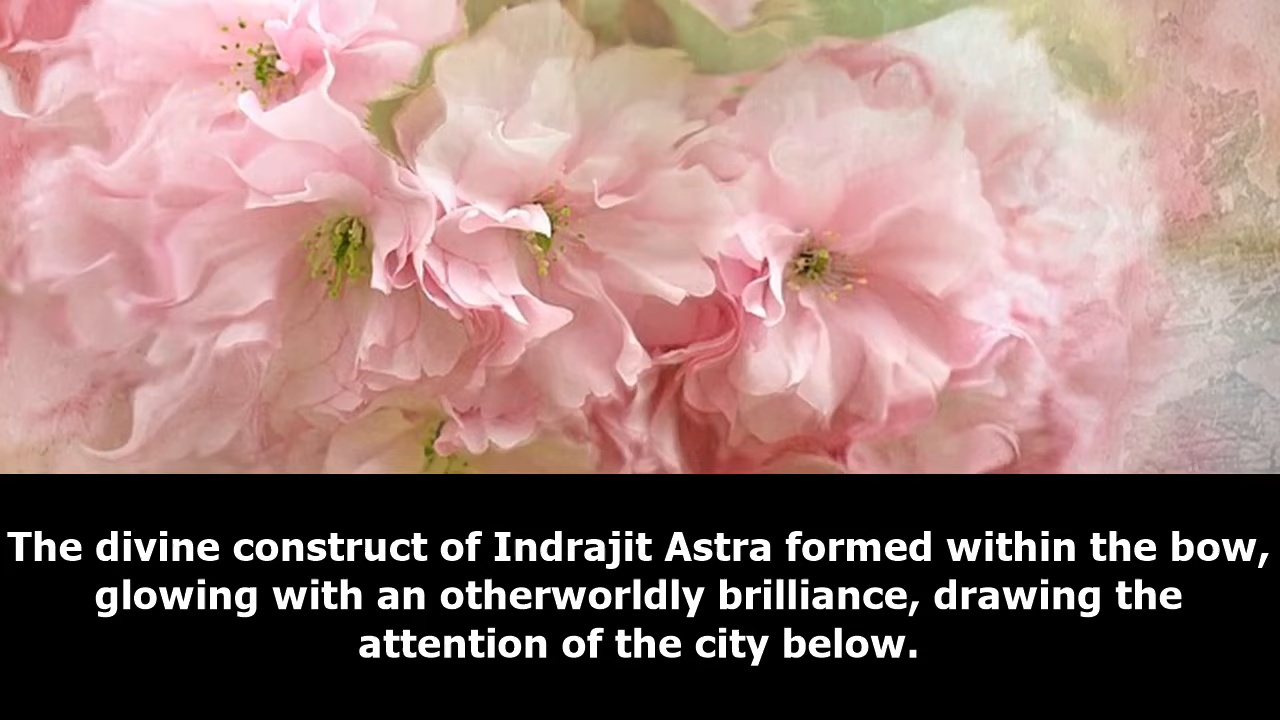 The divine construct of Indrajit Astra formed within the bow,
glowing with an otherworldly brilliance, drawing the
attention of the city below.